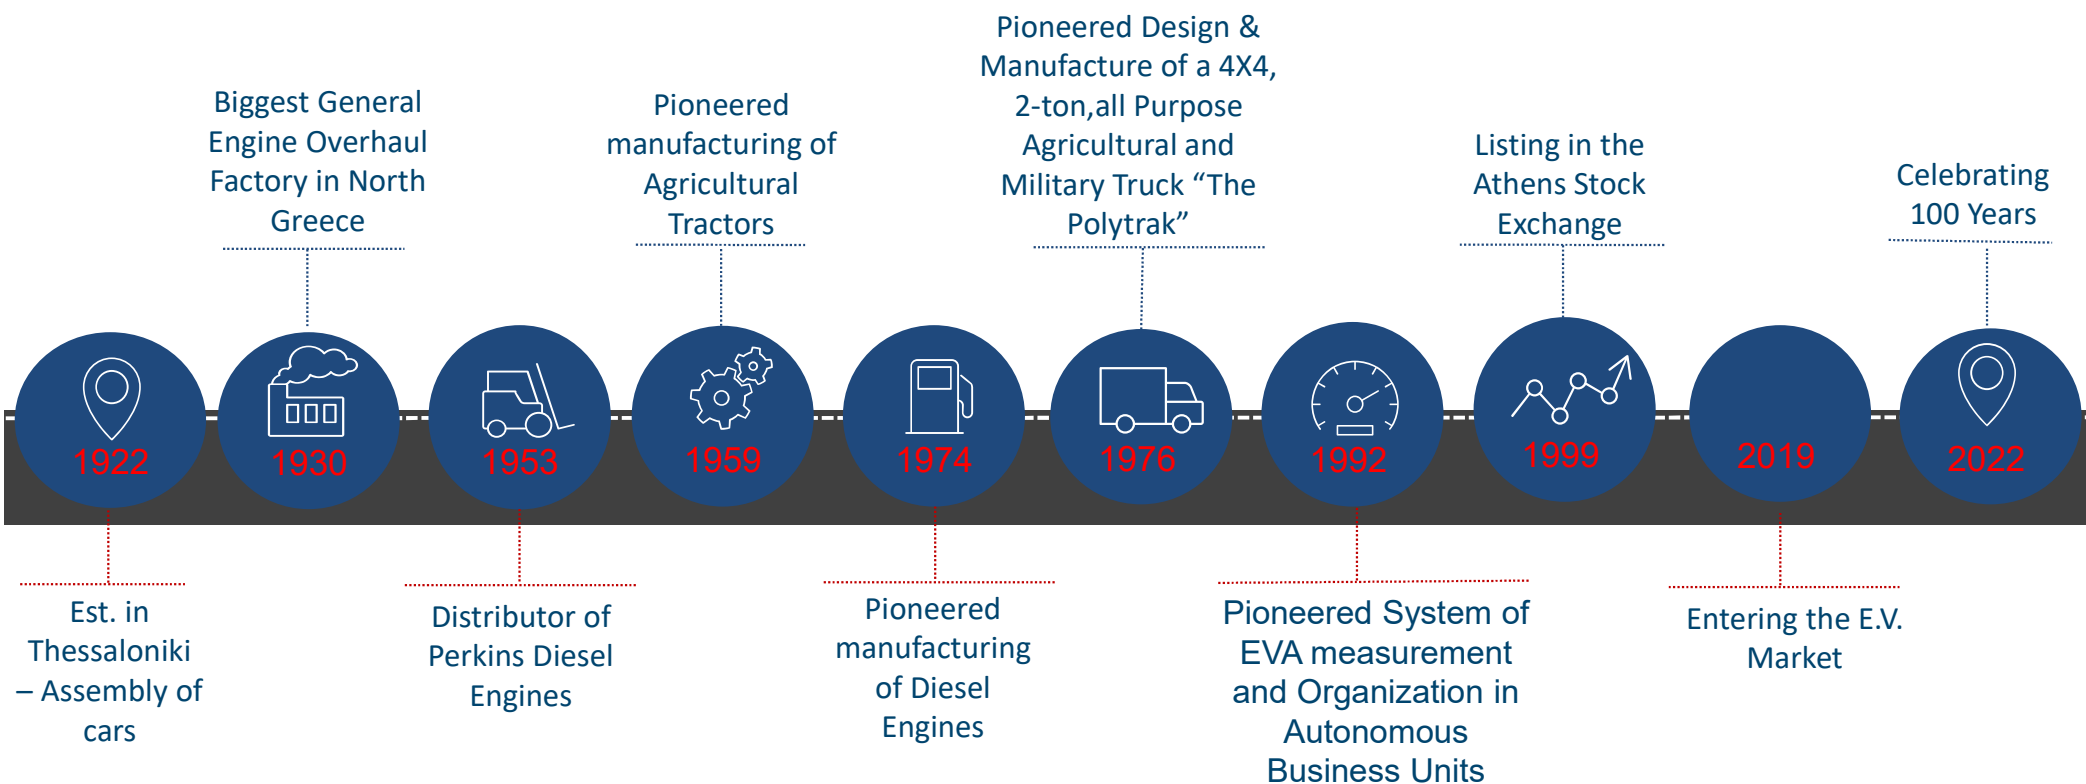 1922
Est. in
Thessaloniki
– Assembly of
cars
Biggest General
Engine Overhaul
Factory in North
Greece
1930
1953
Distributor of
Perkins Diesel
Engines
Pioneered
manufacturing of
Agricultural
Tractors
1959
1974
Pioneered
manufacturing
of Diesel
Engines
Pioneered Design &
Manufacture of a 4X4,
2-ton,all Purpose
Agricultural and
Military Truck “The
Polytrak”
1976
1992
Pioneered System of
EVA measurement
and Organization in
Autonomous
Business Units
Listing in the
Athens Stock
Exchange
1999
2019
Entering the E.V.
Market
Celebrating
100 Years
2022